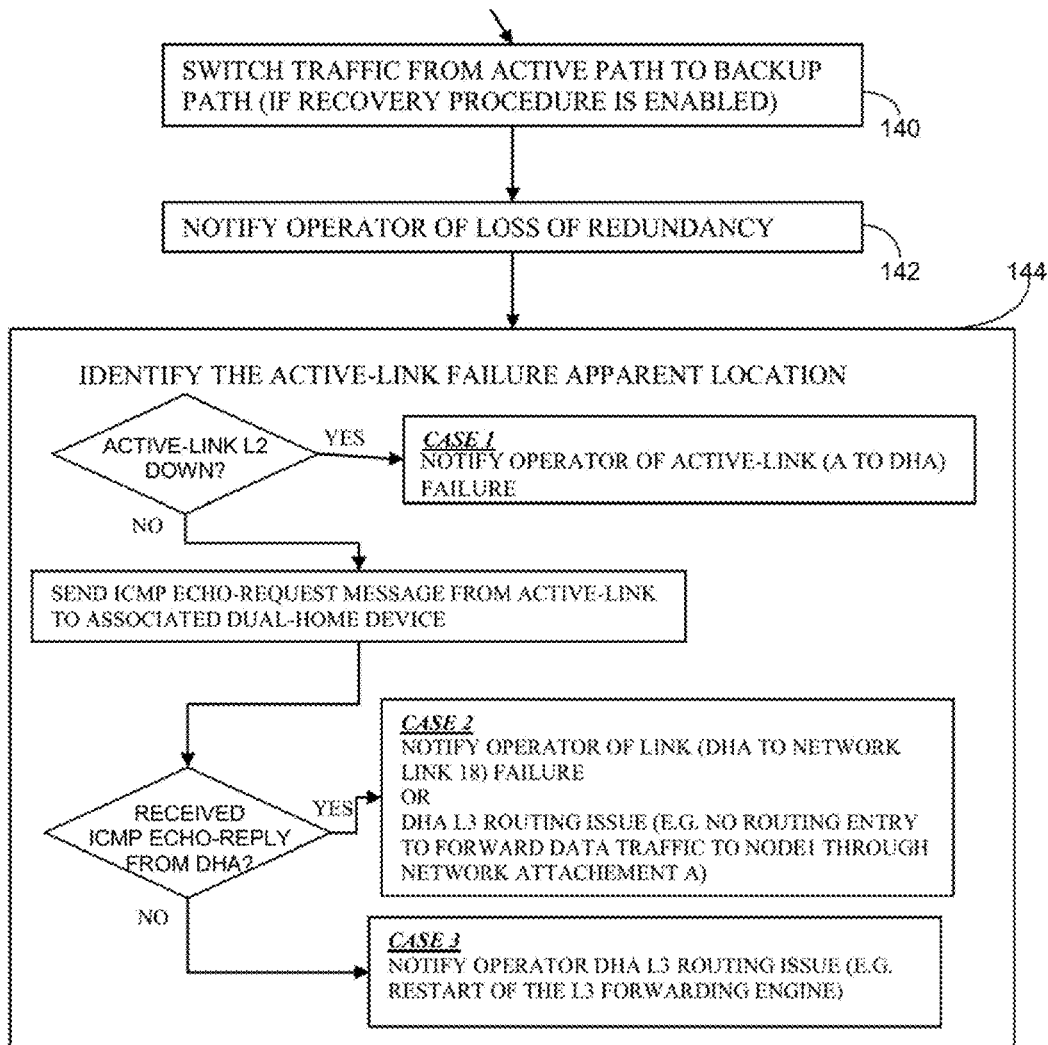 SWITCH TRAFFIC FROM ACTIVE PATH TO BACKUP
PATH (IF RECOVERY PROCEDURE IS ENABLED)
140
NOTIFY OPERATOR OF LOSS OF REDUNDANCY
142
144
IDENTIFY THE ACTIVE-LINK FAILURE APPARENT LOCATION
ACTIVE-LINK L2
DOWN?
YES
CASE 1
NOTIFY OPERATOR OF ACTIVE-LINK (A TO DHA)
FAILURE
NO
SEND ICMP ECHO-REQUEST MESSAGE FROM ACTIVE-LINK
TO ASSOCIATED DUAL-HOME DEVICE
RECEIVED
ICMP ECHO-REPLY
FROM DHA?
YES
CASE 2
NOTIFY OPERATOR OF LINK (DHA TO NETWORK
LINK 18) FAILURE
OR
DHA L3 ROUTING ISSUE (E.G. NO ROUTING ENTRY
TO FORWARD DATA TRAFFIC TO NODE1 THROUGH
NETWORK ATTACHEMENT A)
NO
CASE 3
NOTIFY OPERATOR DHA L3 ROUTING ISSUE (E.G.
RESTART OF THE L3 FORWARDING ENGINE)